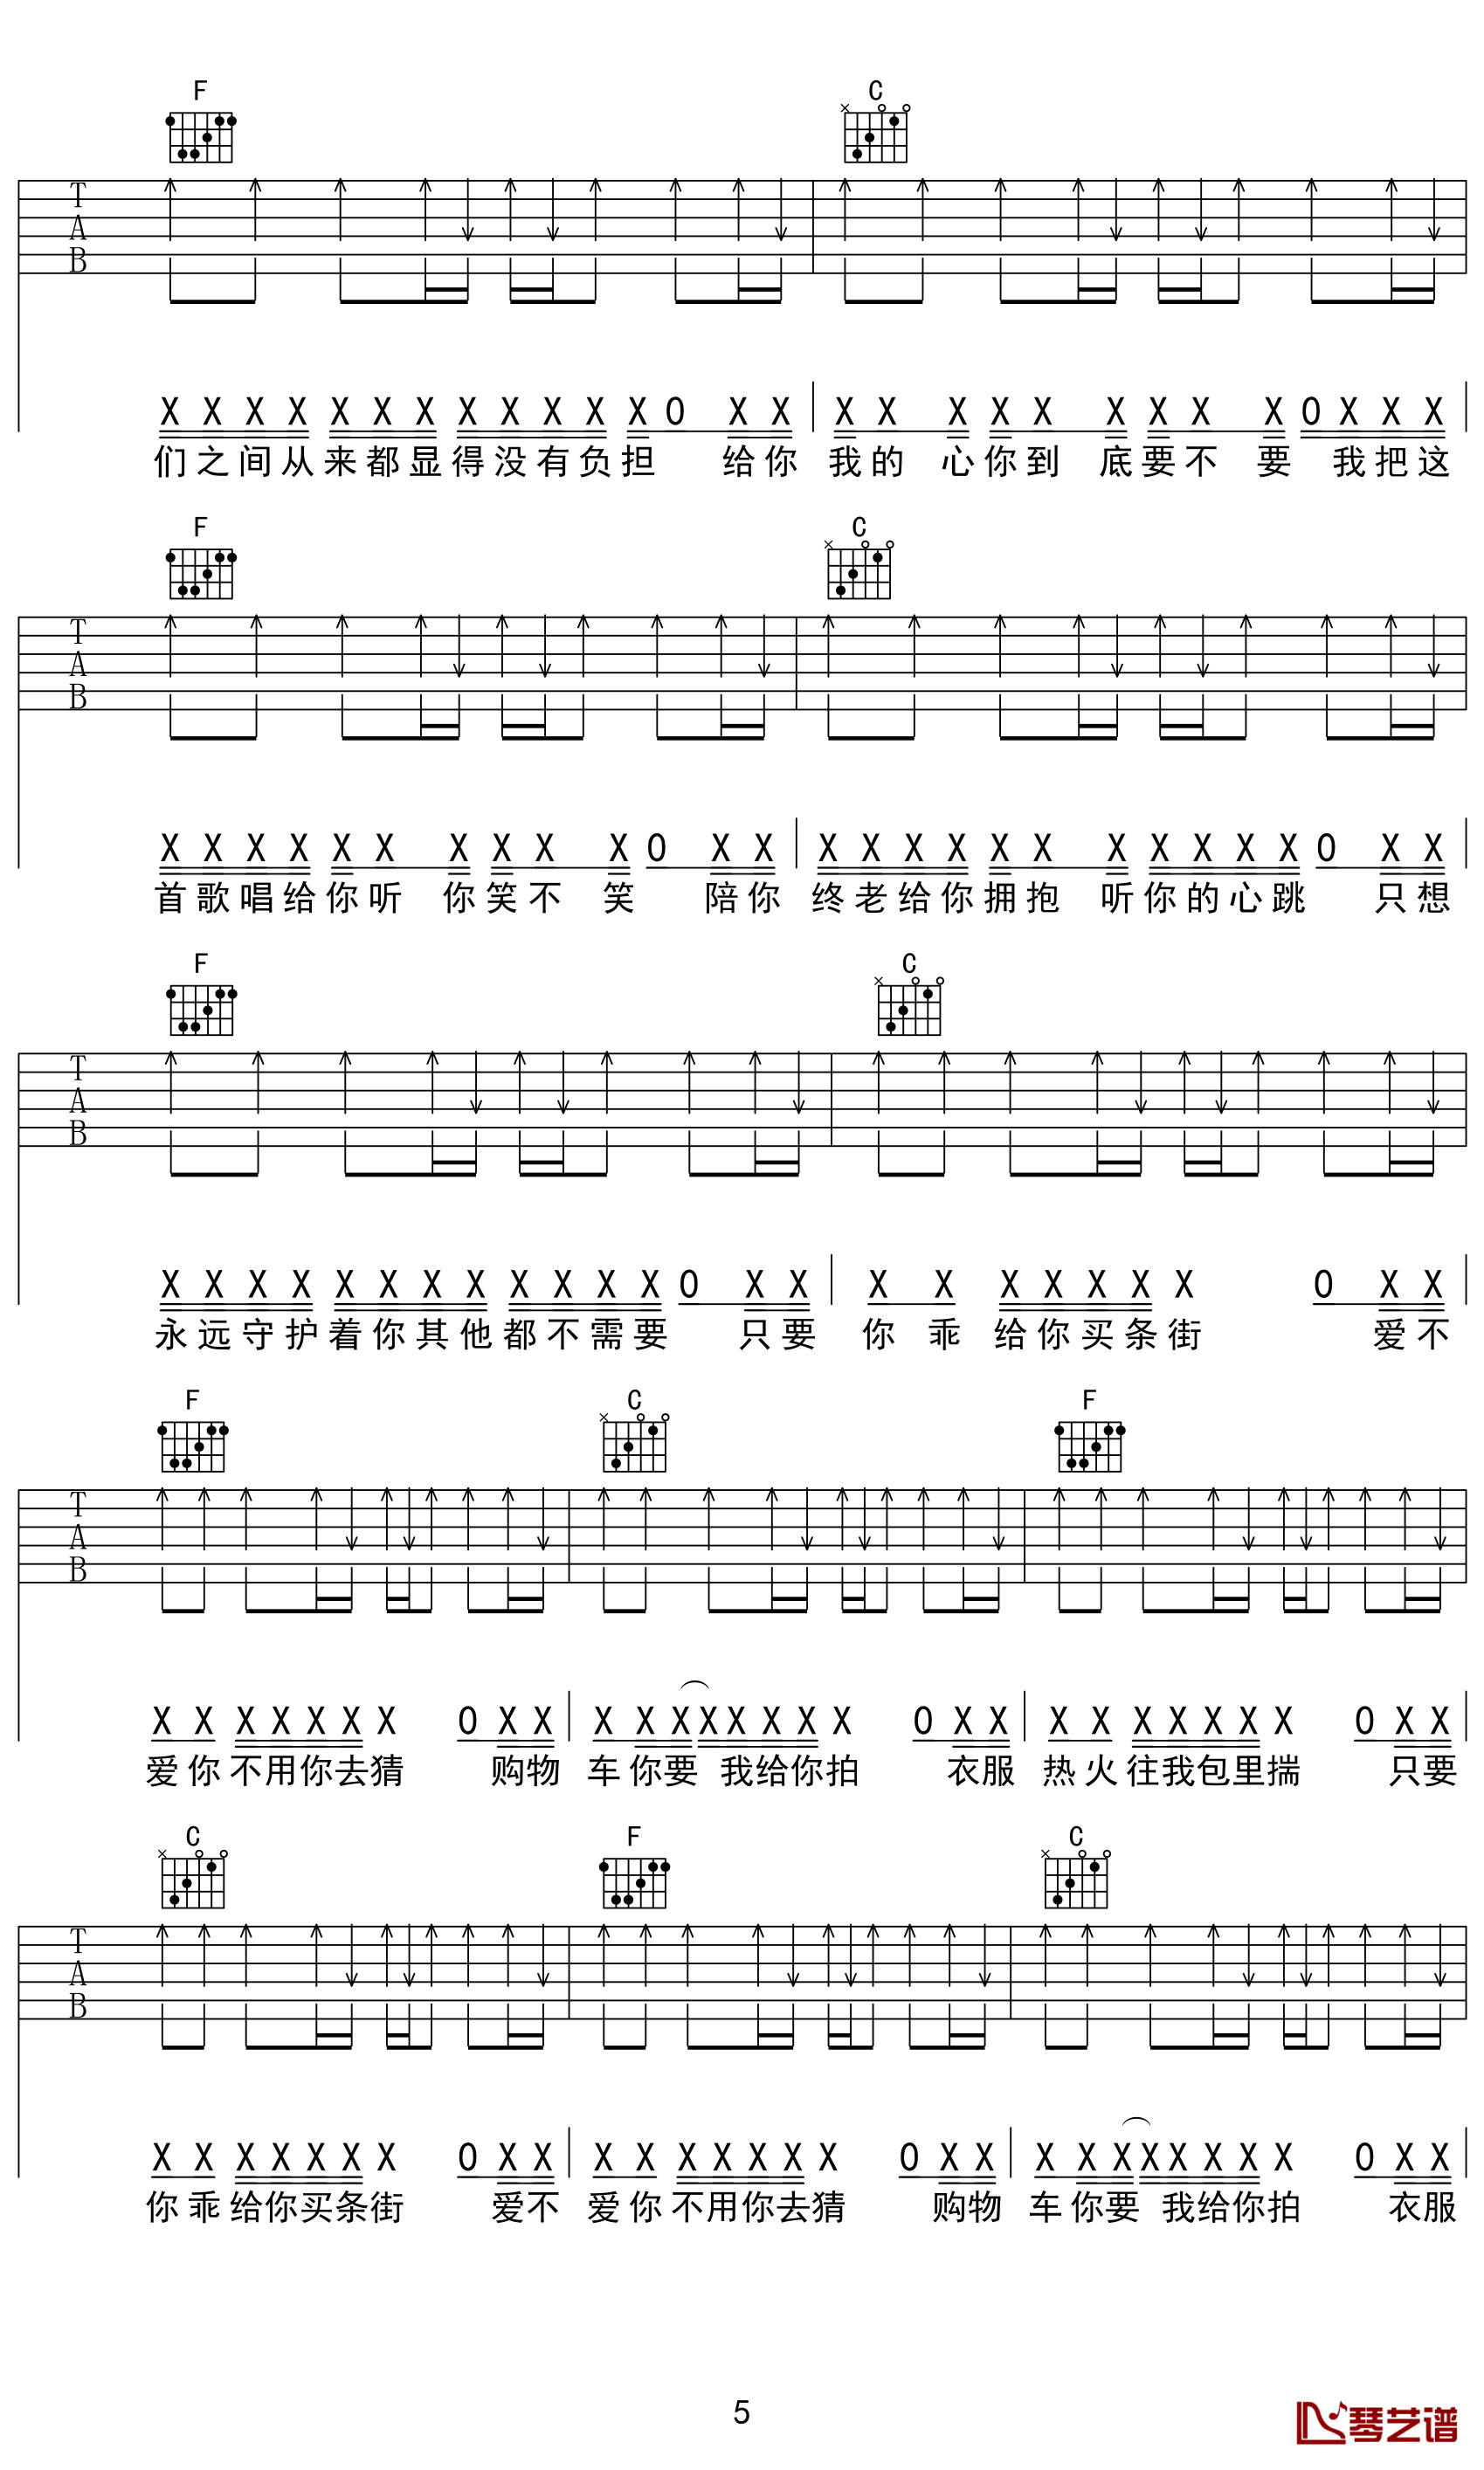 F C
T
A
B
X X X X X X X X X X X X 0 X X X X X X X X X X X 0 X X X
们之间从来都显得没有负担 给你 我的 心你到 底要不 要 我把这
F C
T
A
B
X X X X X X X X X X 0 X X X X X X X X X X X X X 0 X X
首歌唱给你听 你笑不 笑 陪你 终老给你拥抱 听你的心跳 只想
F C
T
A
B
X X X X X X X X X X X X 0 X X X X X X X X X 0 X X
永远守护着你其他都不需要 只要 你 乖 给你买条街 爱不
F C F
T
A
B
X X X X X X X 0 X X X X X X X X X X 0 X X X X X X X X X 0 X X
爱你不用你去猜 购物 车你要 我给你拍 衣服 热火往我包里揣 只要
C F C
T
A
B
X X X X X X X 0 X X X X X X X X X 0 X X X X X X X X X X 0 X X
你乖给你买条街 爱不 爱你不用你去猜 购物 车你要 我给你拍 衣服
5
琴艺谱